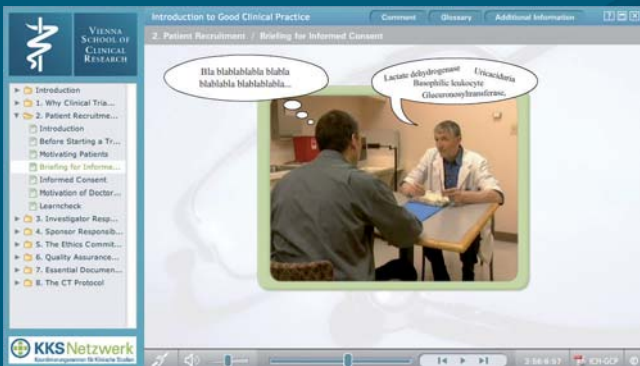 VIENNA
SCHOOL OF
CLINICAL
RESEARCH
Introduction to Good Clinical Practice
Comment
Glossary
Additional Information
2. Patient Recruitment / Briefing for Informed Consent
Introduction
1. Why Clinical Tria...
2. Patient Recruitme...
Introduction
Before Starting a Tr...
Motivating Patients
Briefing for Informe...
Informed Consent
Motivation of Doctor...
Learncheck
3. Investigator Resp...
4. Sponsor Responsib...
5. The Ethics Commit...
6. Quality Assurance...
7. Essential Documen...
8. The CT Protocol
Bla blablablabla blabla
blablabla blablablabla...
Lactate dehydrogenase Uricaciduria
Basophilic leukocyte
Glucuronosyltransferase,
KKS Netzwerk
Koordinierungszentren für Klinische Studien
ICH-GCP